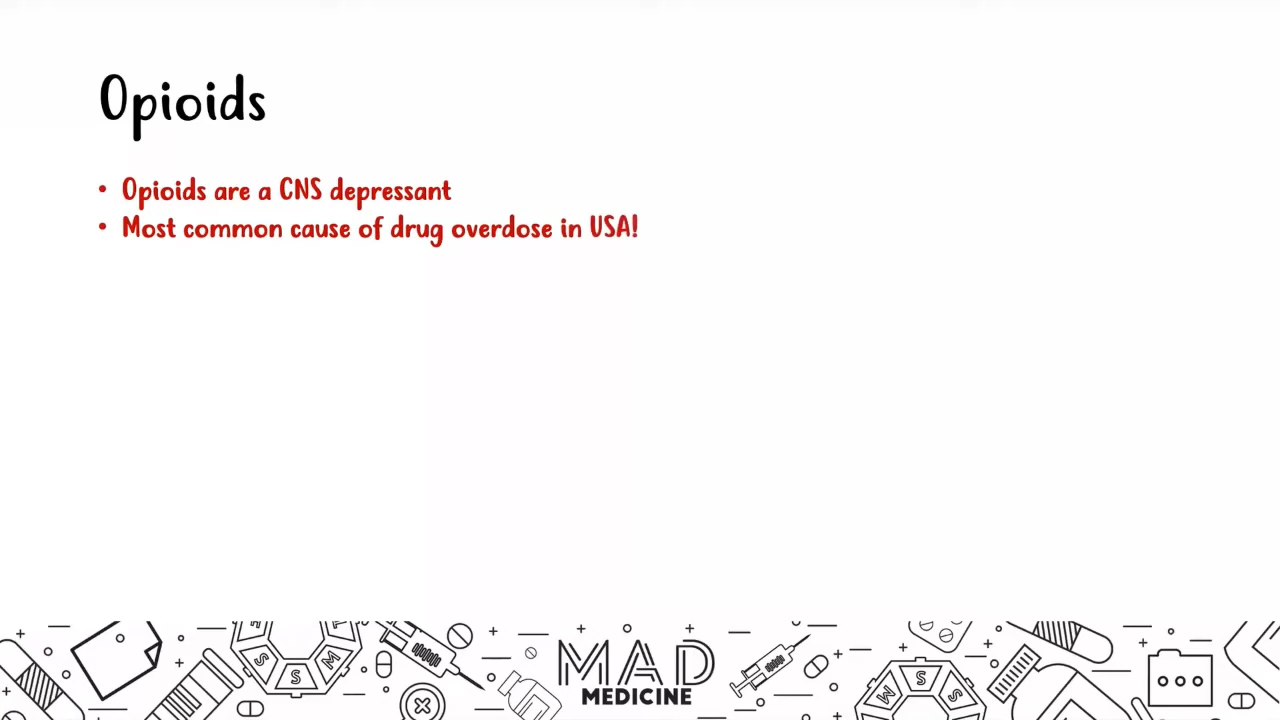 Opioids
• Opioids are a CNS depressant
• Most common cause of drug overdose in USA!
MAD
MEDICINE
S
S
M
M
S
S